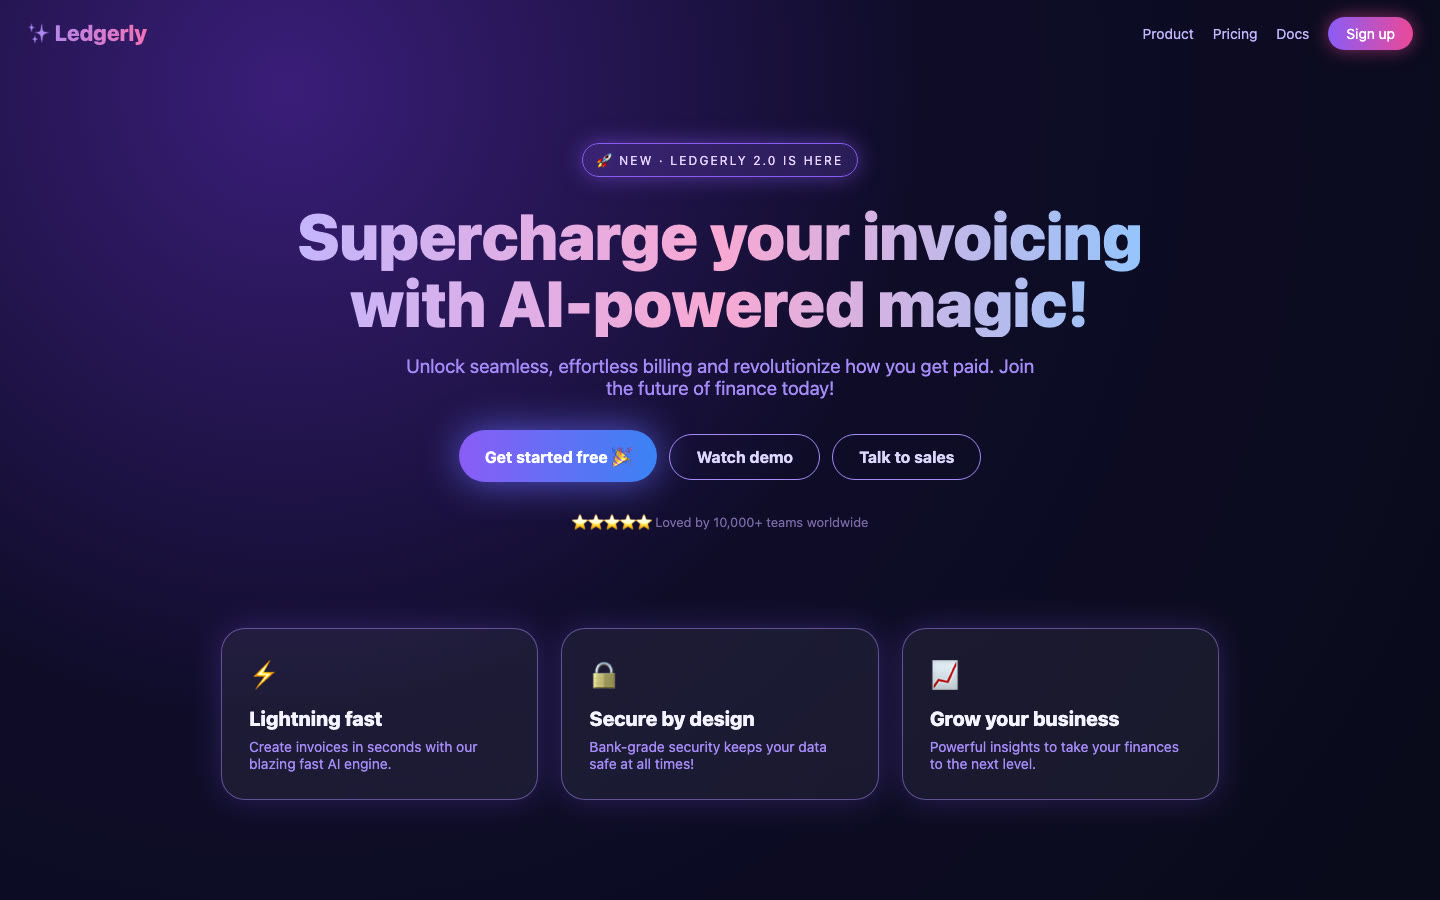 ✨ Ledgerly
Product Pricing Docs Sign up
🚀 NEW · LEDGERLY 2.0 IS HERE
Supercharge your invoicing
with AI-powered magic!
Unlock seamless, effortless billing and revolutionize how you get paid. Join
the future of finance today!
Get started free 🎉 Watch demo Talk to sales
⭐⭐⭐⭐⭐ Loved by 10,000+ teams worldwide
⚡
Lightning fast
Create invoices in seconds with our
blazing fast AI engine.
🔒
Secure by design
Bank-grade security keeps your data
safe at all times!
📈
Grow your business
Powerful insights to take your finances
to the next level.